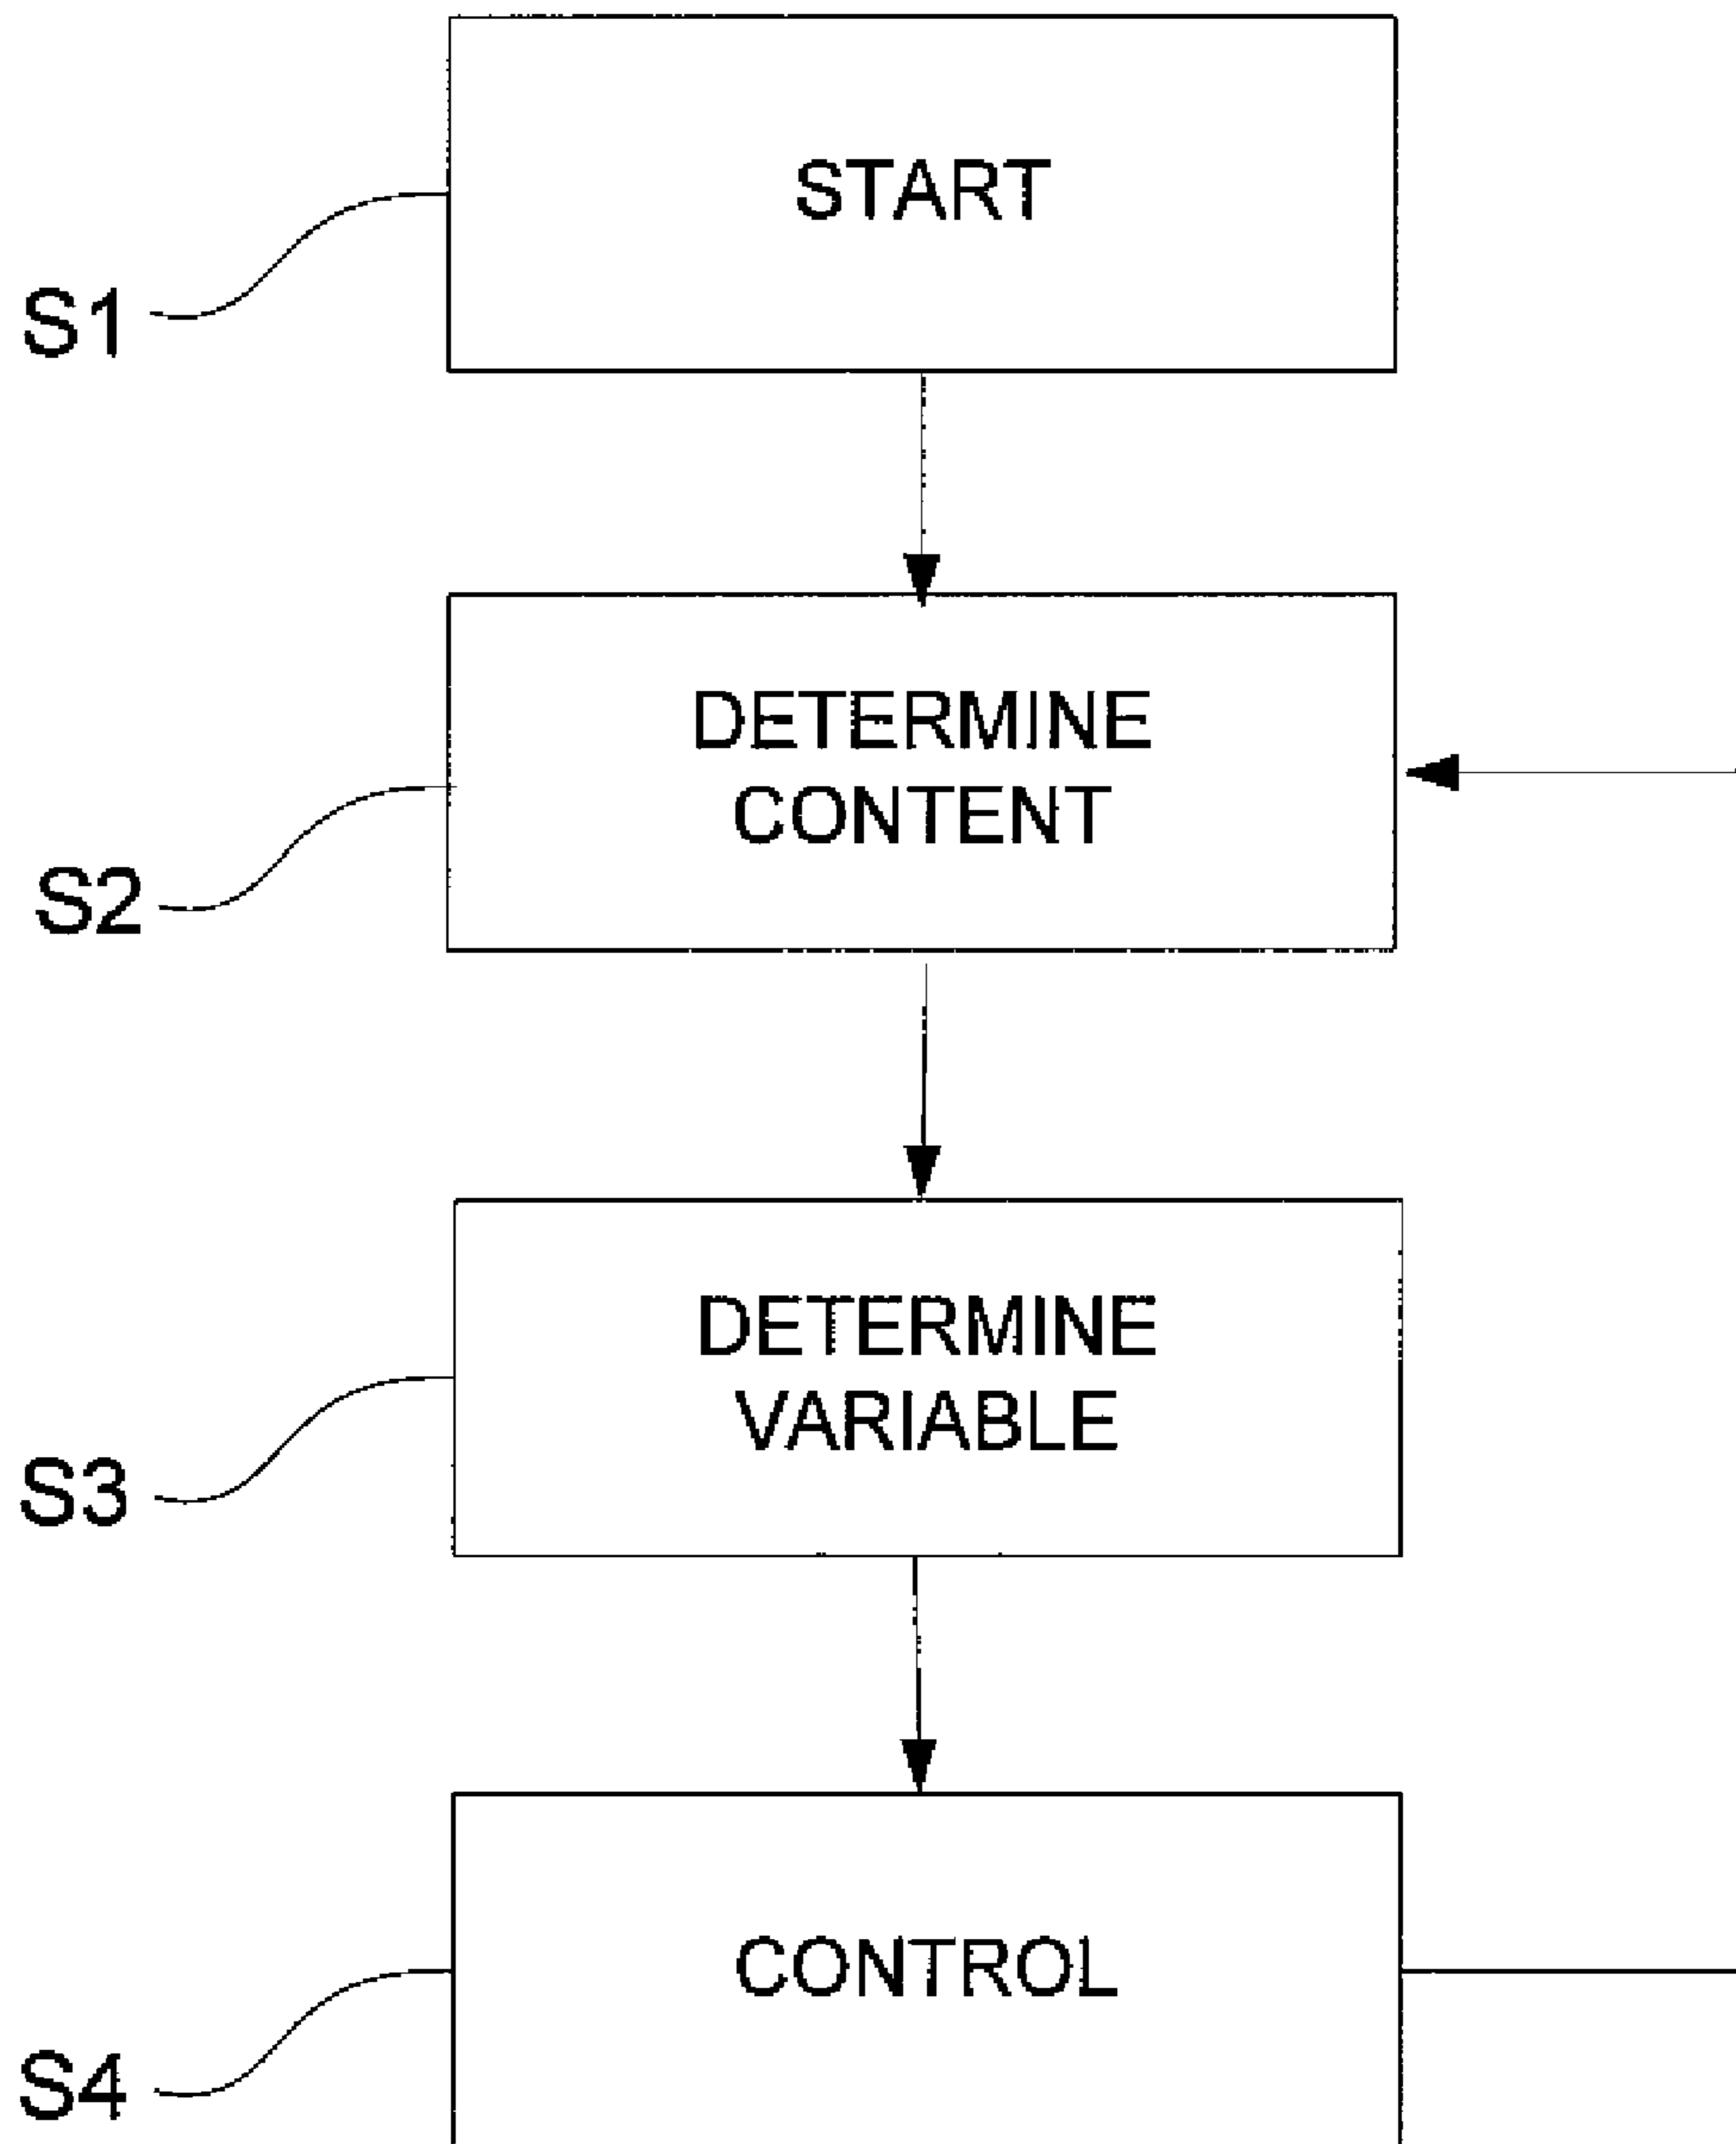 START
S1
DETERMINE
CONTENT
S2
DETERMINE
VARIABLE
S3
CONTROL
S4